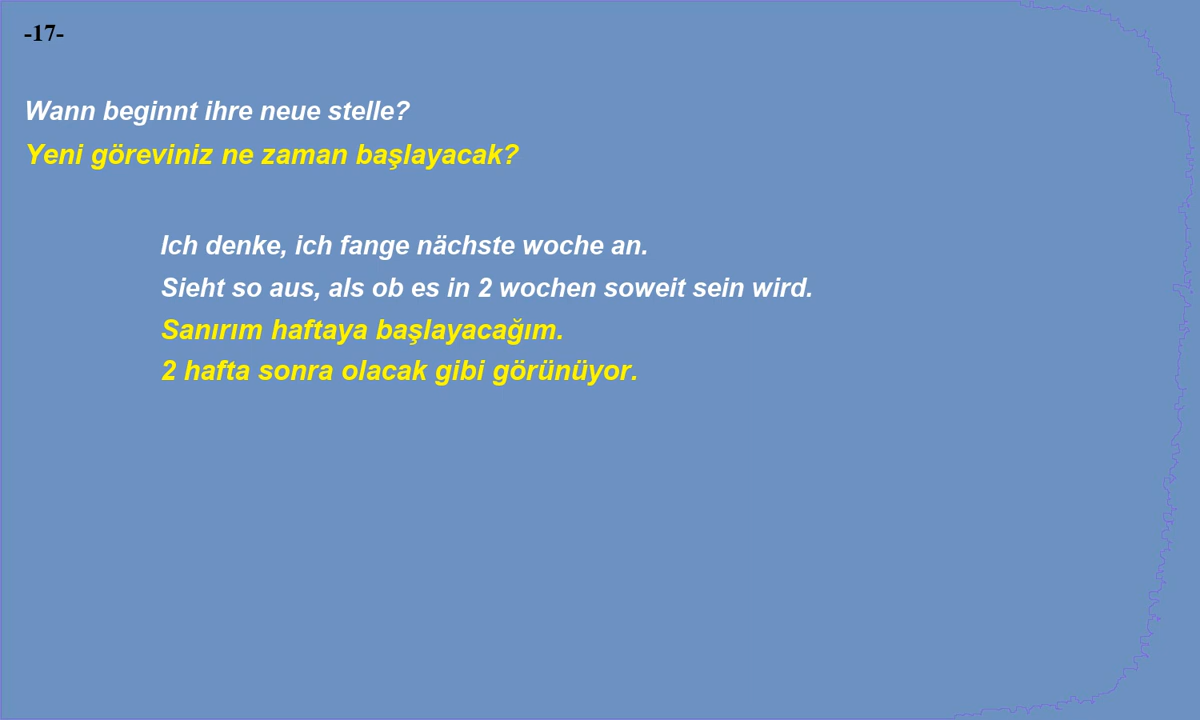 -17-
Wann beginnt ihre neue stelle?
Yeni göreviniz ne zaman başlayacak?
Ich denke, ich fange nächste woche an.
Sieht so aus, als ob es in 2 wochen soweit sein wird.
Sanırım haftaya başlayacağım.
2 hafta sonra olacak gibi görünüyor.